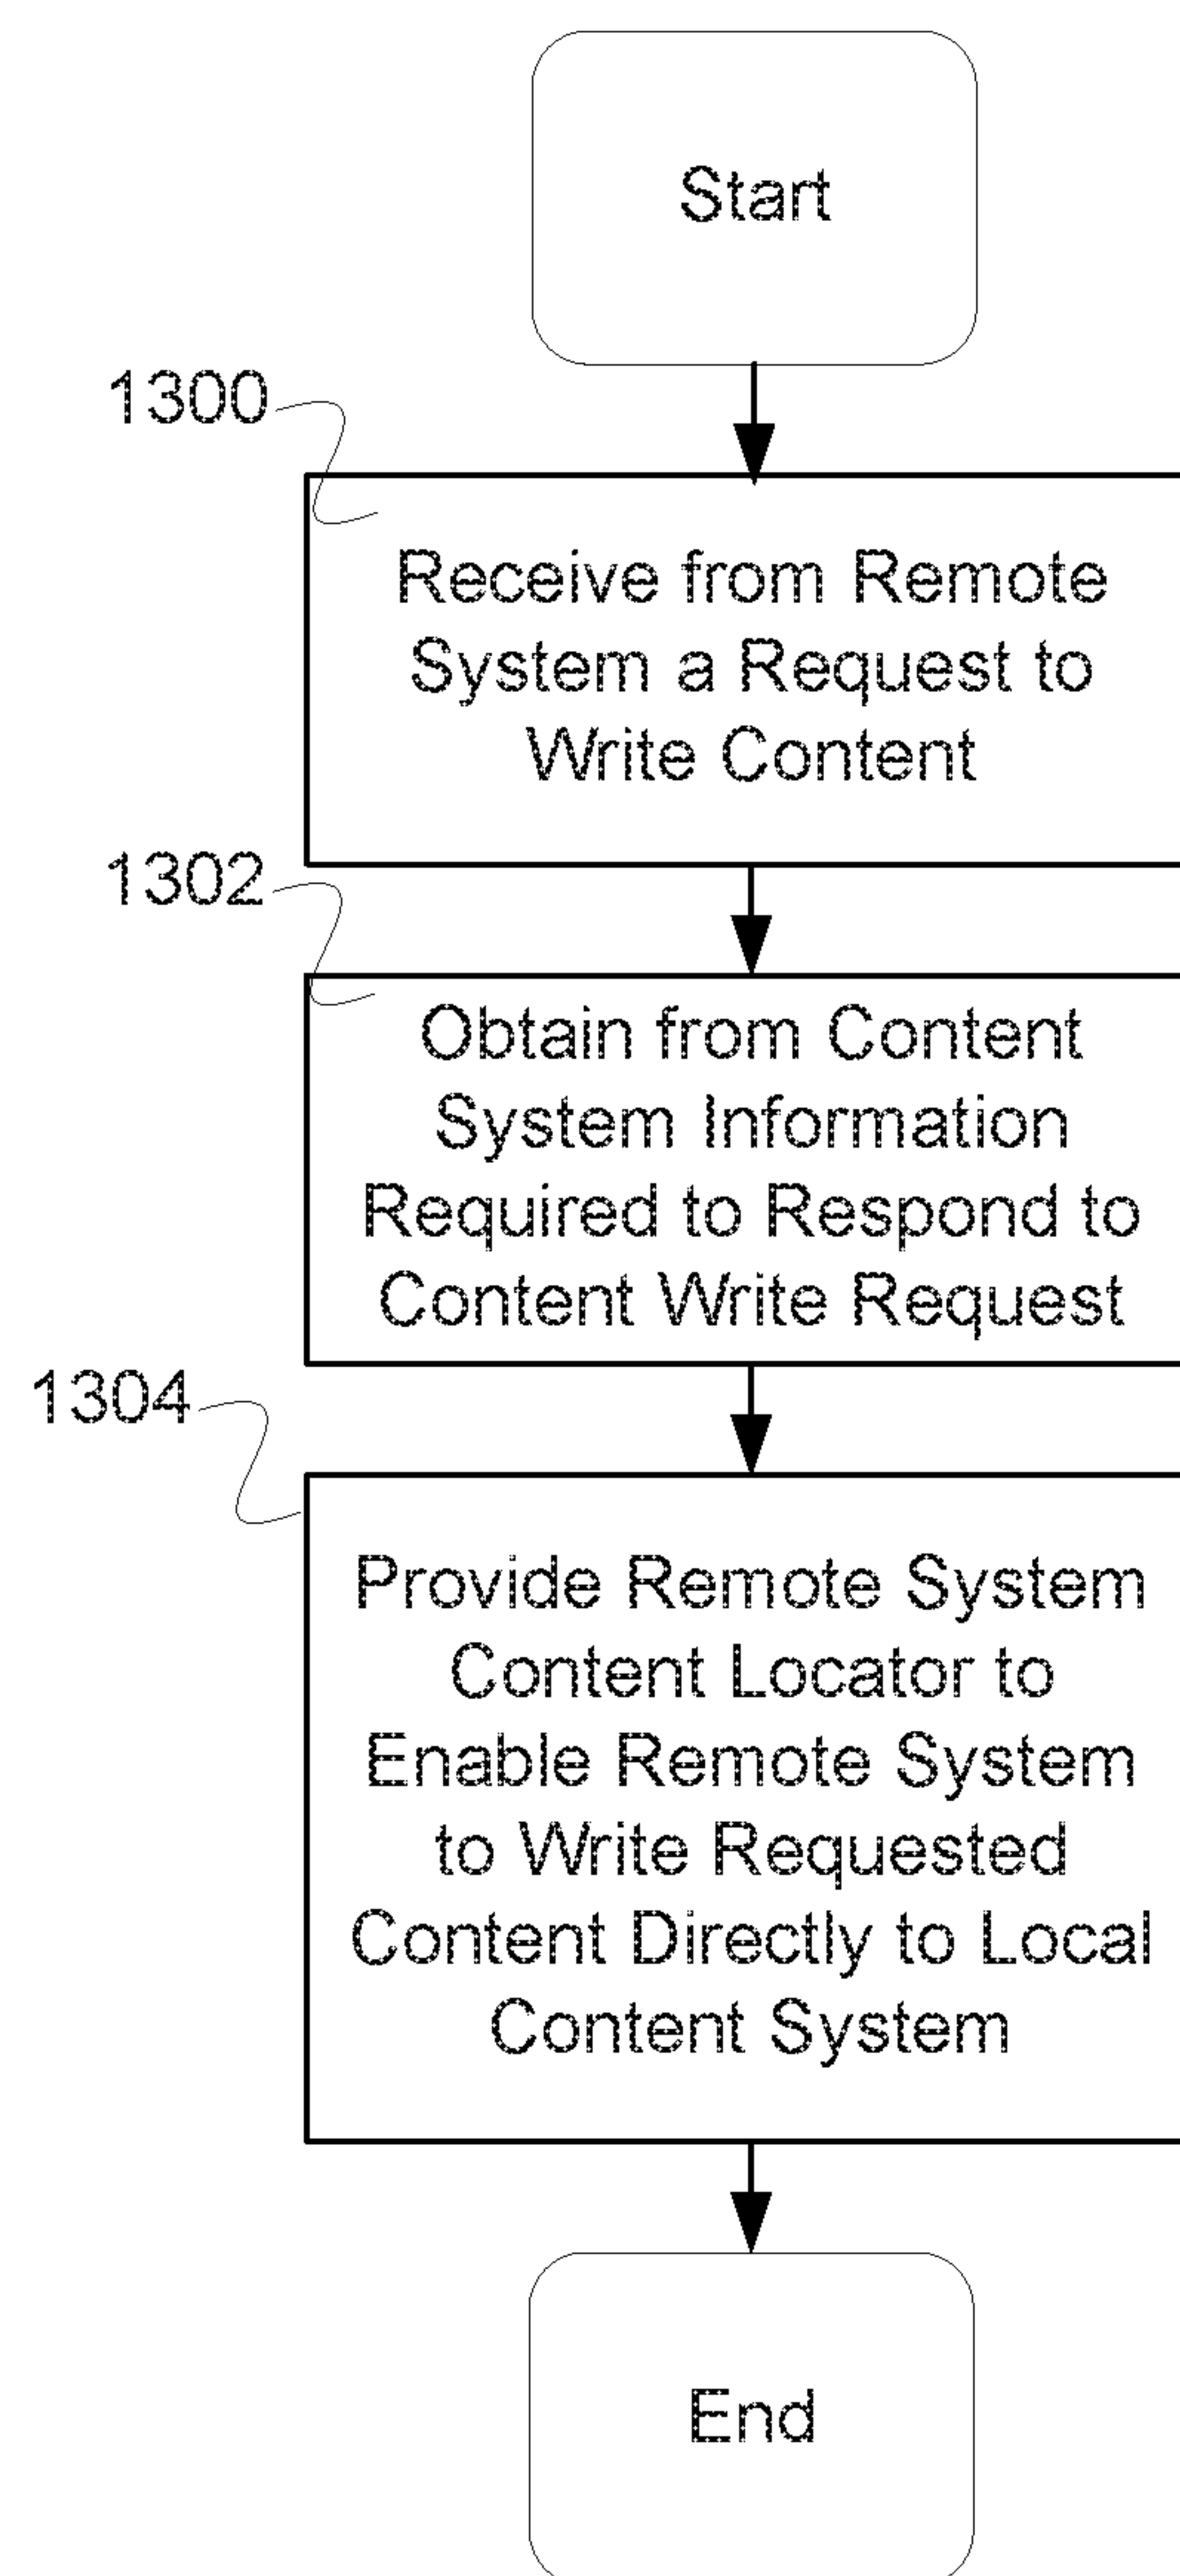 Start
1300
Receive from Remote
System a Request to
Write Content
1302
Obtain from Content
System Information
Required to Respond to
Content Write Request
1304
Provide Remote System
Content Locator to
Enable Remote System
to Write Requested
Content Directly to Local
Content System
End